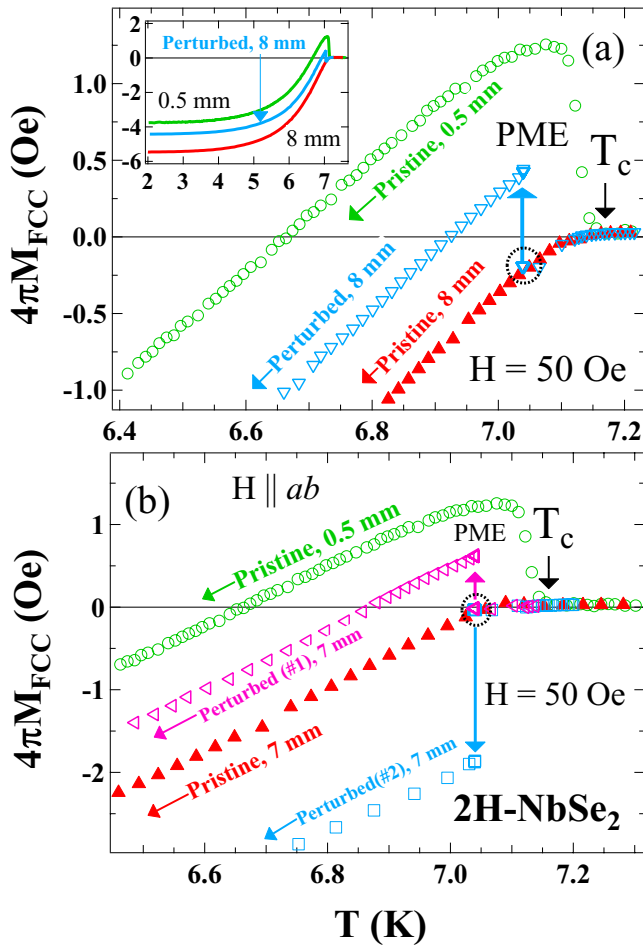 2
0
-2
-4
-6
2 3 4 5 6 7
Perturbed, 8 mm
0.5 mm
8 mm
(a)
PME
T_c
Pristine, 0.5 mm
Perturbed, 8 mm
Pristine, 8 mm
H = 50 Oe
4πM_FCC (Oe)
1.0
0.5
0.0
-0.5
-1.0
6.4 6.6 6.8 7.0 7.2
(b)
H || ab
PME
T_c
Pristine, 0.5 mm
Perturbed (#1), 7 mm
Pristine, 7 mm
Perturbed(#2), 7 mm
H = 50 Oe
2H-NbSe₂
4πM_FCC (Oe)
1
0
-1
-2
6.6 6.8 7.0 7.2
T (K)